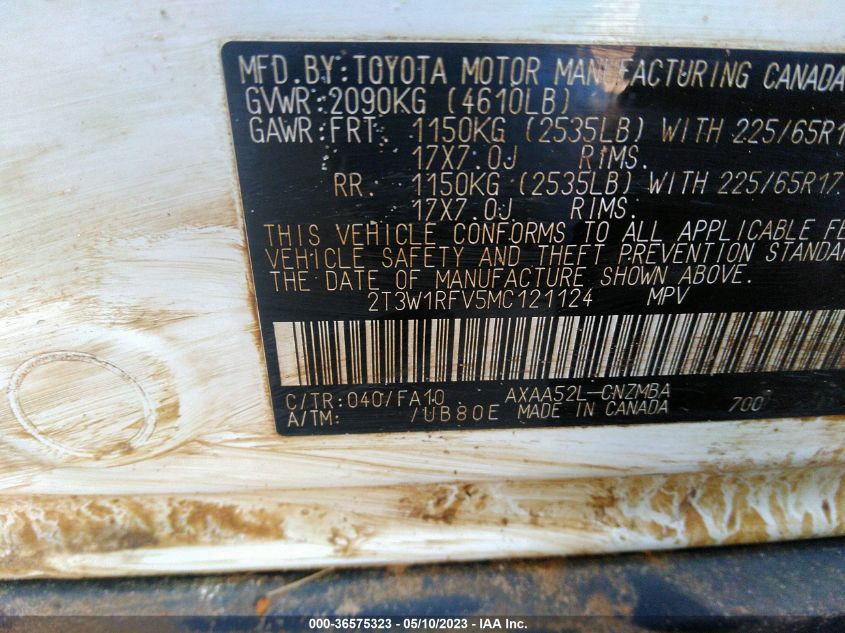 MFD.BY:TOYOTA MOTOR MANUFACTURING CANADA
GVWR:2090KG (4610LB)
GAWR:FRT. 1150KG (2535LB) WITH 225/65R1
17X7.0J RIMS.
RR. 1150KG (2535LB) WITH 225/65R17
17X7.0J RIMS.
THIS VEHICLE CONFORMS TO ALL APPLICABLE FE
VEHICLE SAFETY AND THEFT PREVENTION STANDA
THE DATE OF MANUFACTURE SHOWN ABOVE.
2T3W1RFV5MC121124 MPV
C/TR:040/FA10 AXAA52L-CNZMBA
A/TM: /UB80E MADE IN CANADA 700
000-36575323 - 05/10/2023 - IAA Inc.